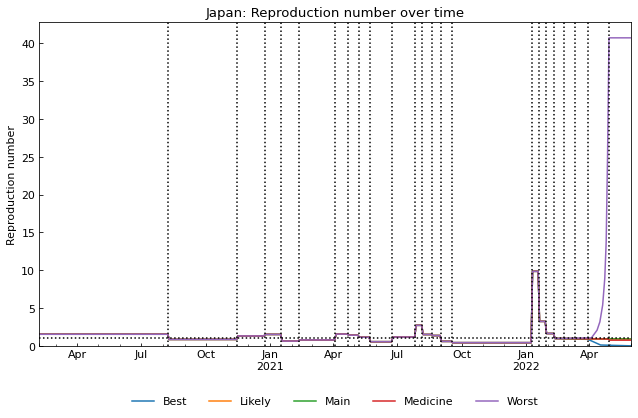 Japan: Reproduction number over time
40
35
30
25
20
15
10
5
0
Reproduction number
Apr Jul Oct Jan Apr Jul Oct Jan Apr
2021 2022
Best Likely Main Medicine Worst